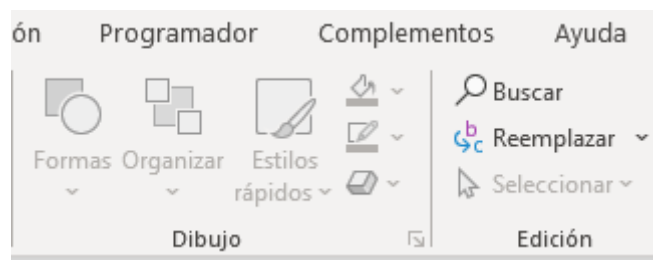 ón Programador Complementos Ayuda
Formas Organizar Estilos rápidos
Buscar
Reemplazar
Seleccionar
Dibujo Edición